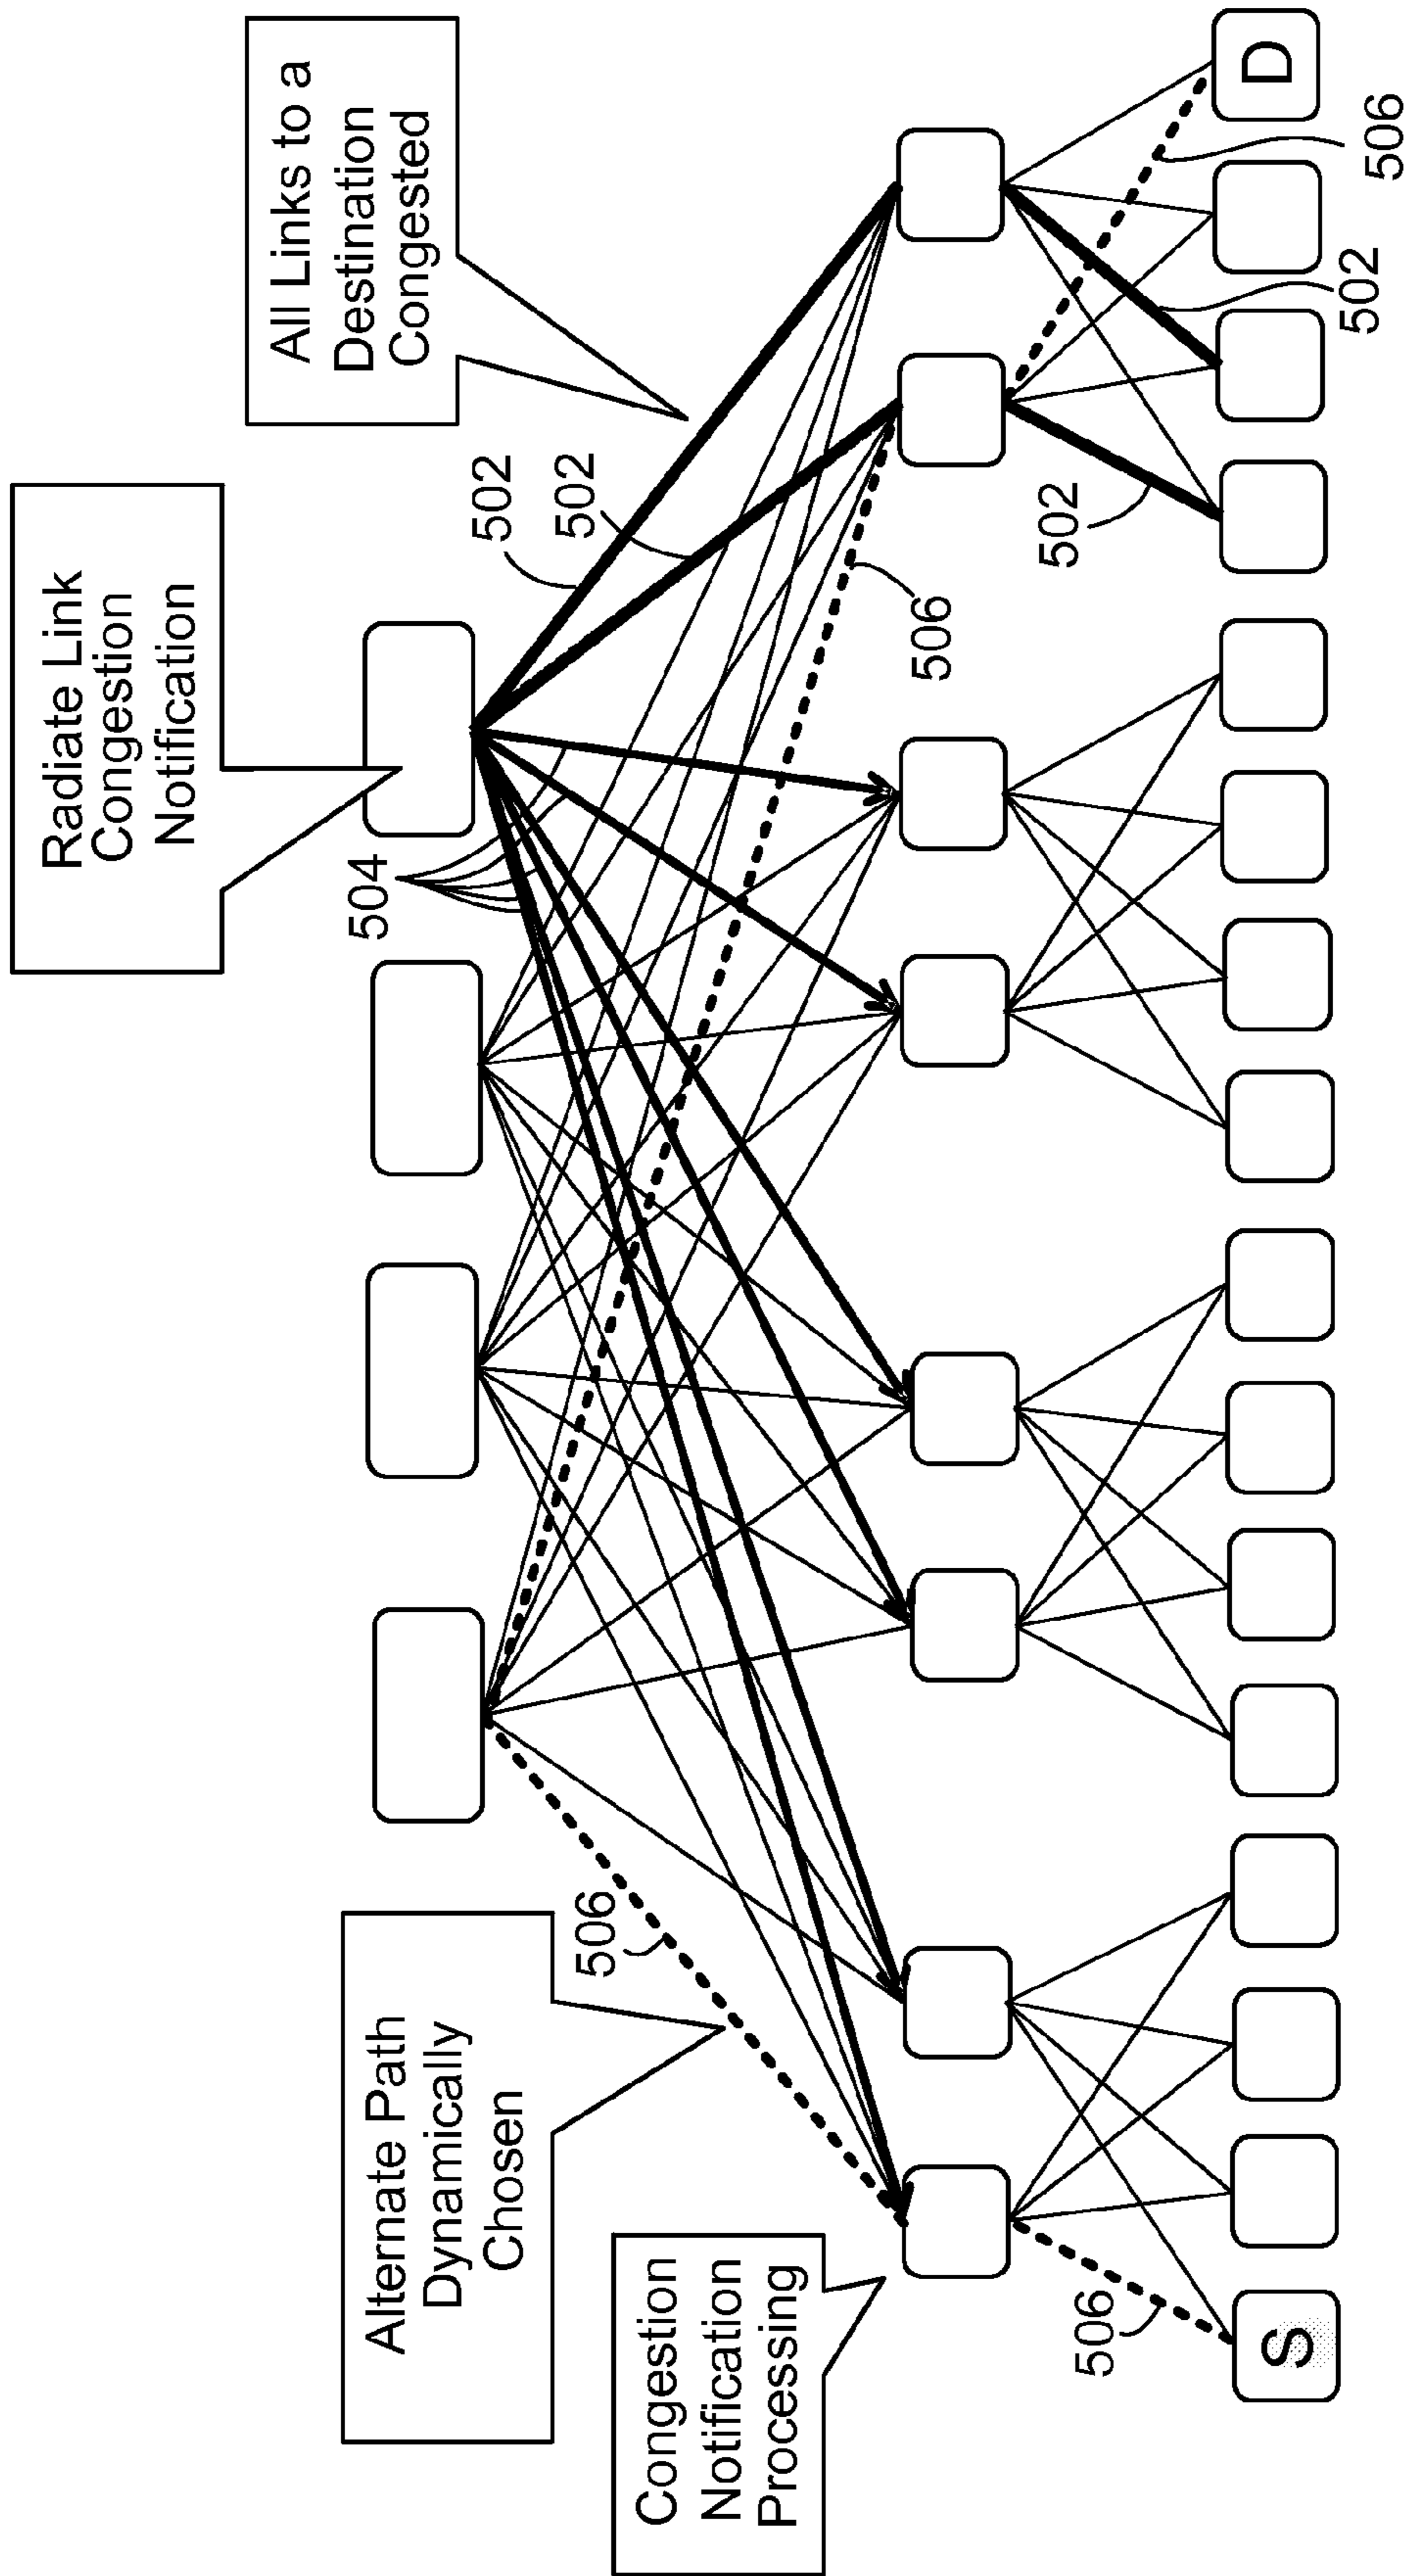 Radiate Link
Congestion
Notification
All Links to a
Destination
Congested
Alternate Path
Dynamically
Chosen
Congestion
Notification
Processing
504
502
502
506
506
502
502
506
506
S
D